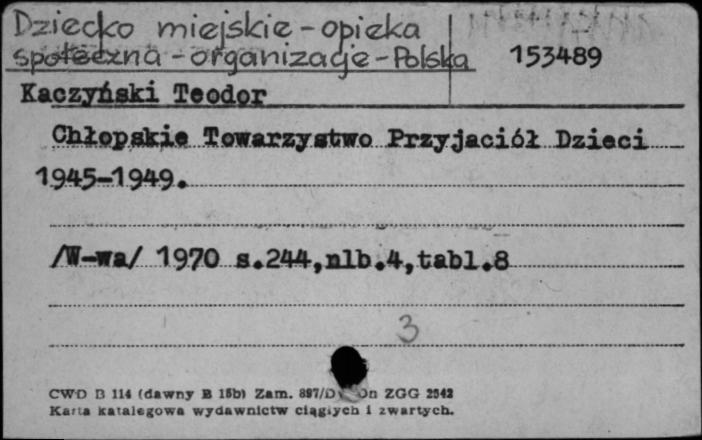 Dziecko miejskie - opieka
społeczna - organizacje - Polska 153489
Kaczyński Teodor
Chłopskie Towarzystwo Przyjaciół Dzieci
1945-1949.
/W-wa/ 1970 s.244,nlb.4,tabl.8
3
CWD B 114 (dawny B 15b) Zam. 897/D ZGG 2542
Karta katalogowa wydawnictw ciągłych i zwartych.